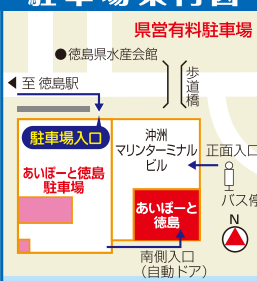 駐車場案内図
県営有料駐車場
●徳島県水産会館
◀至 徳島駅
歩道橋
駐車場入口
沖洲
マリンターミナル
ビル
正面入口
あいぽーと徳島
駐車場
バス停
あいぽーと
徳島
N
南側入口
(自動ドア)